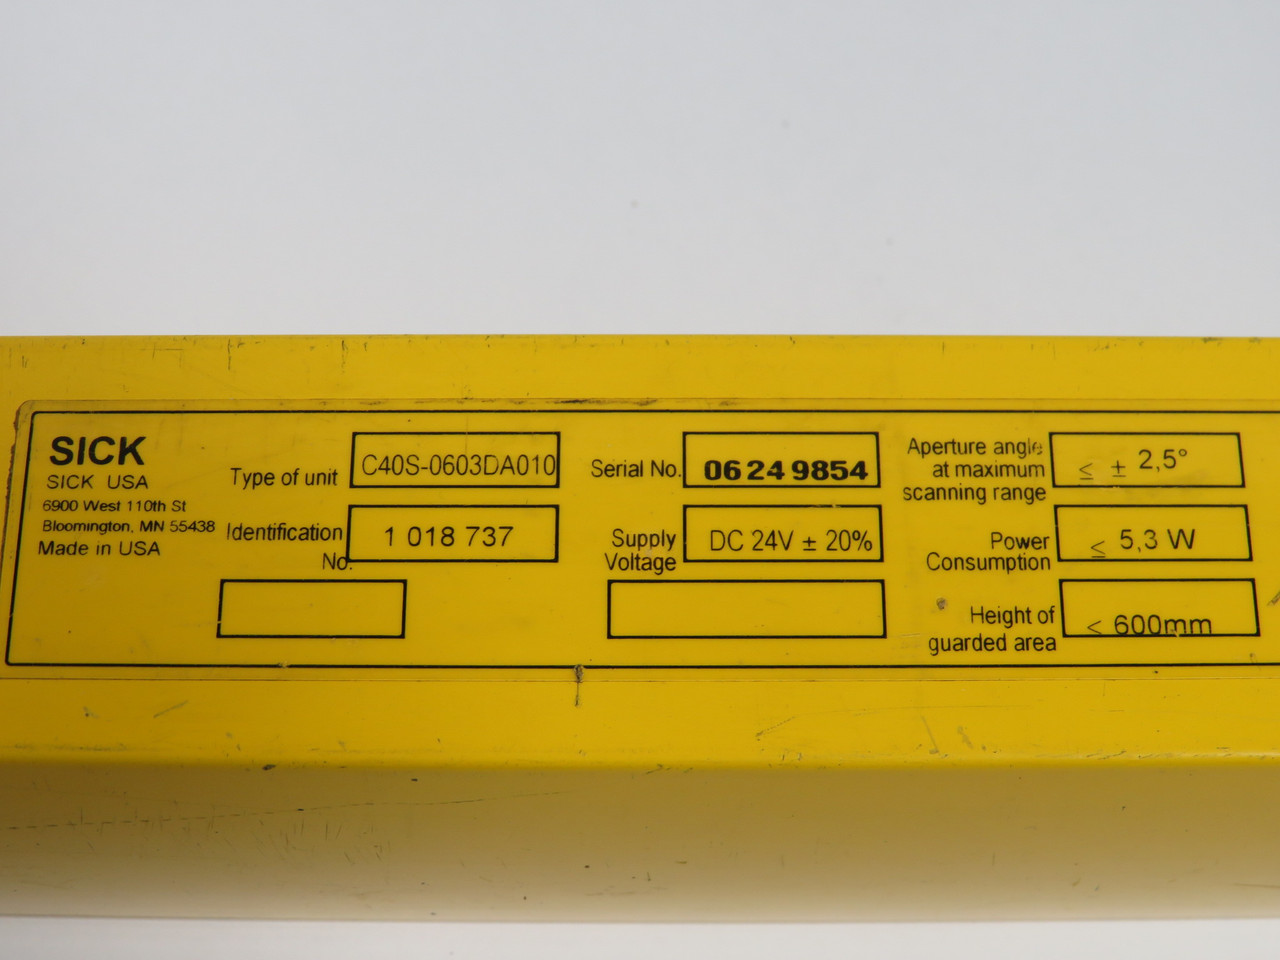 SICK
SICK USA
6900 West 110th St
Bloomington, MN 55438
Made in USA
Type of unit C40S-0603DA010
Identification No. 1 018 737
Serial No. 06 24 9854
Supply Voltage DC 24V ± 20%
Aperture angle
at maximum
scanning range ≤ ± 2,5°
Power
Consumption ≤ 5,3 W
Height of
guarded area < 600mm